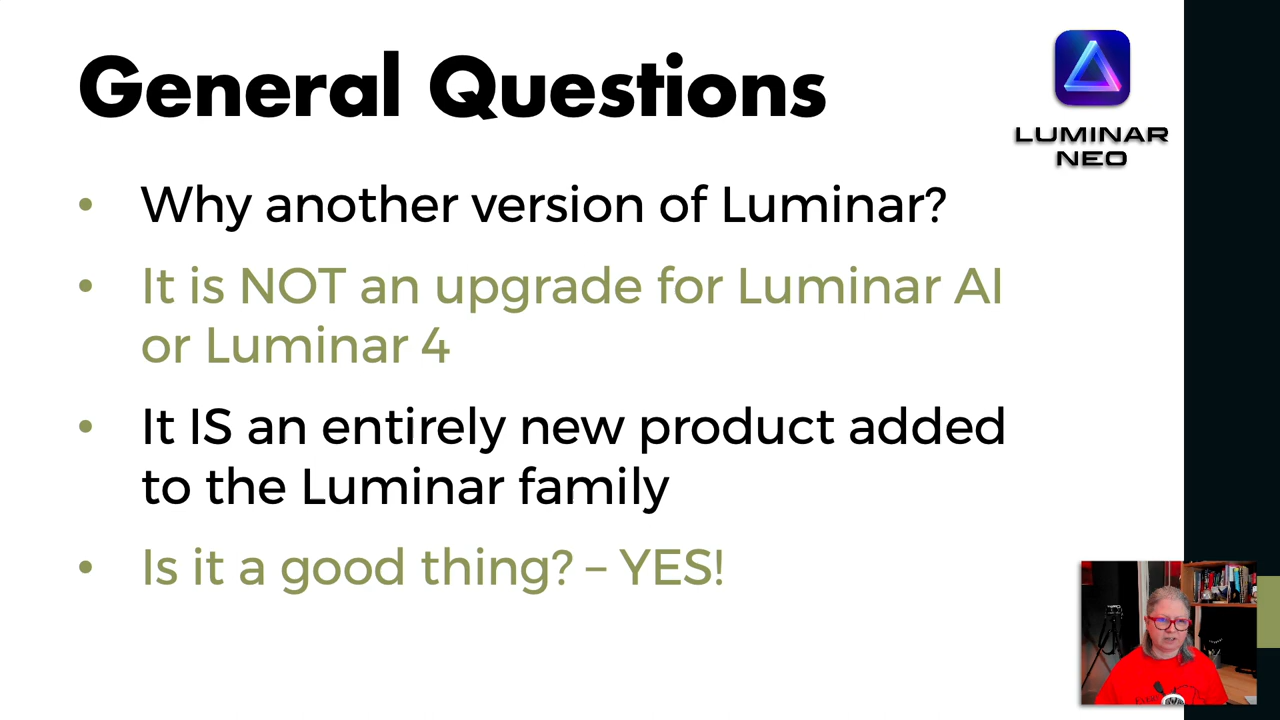 General Questions
LUMINAR
NEO
• Why another version of Luminar?
• It is NOT an upgrade for Luminar AI
or Luminar 4
• It IS an entirely new product added
to the Luminar family
• Is it a good thing? – YES!